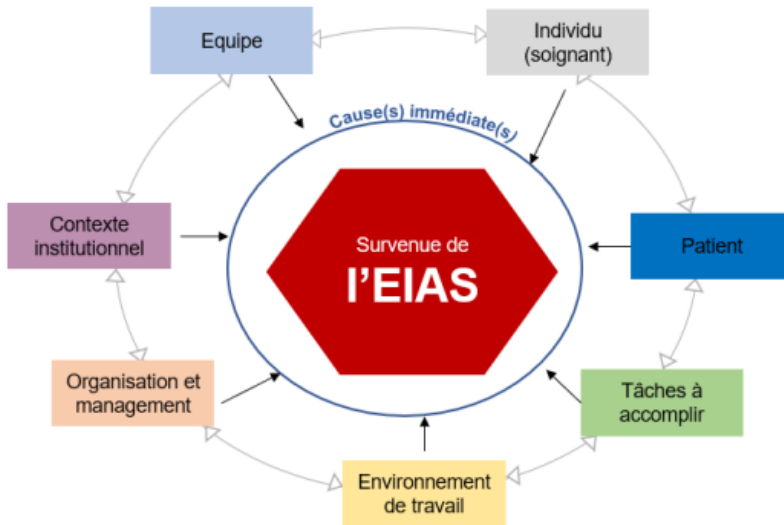 Equipe
Individu
(soignant)
Cause(s) immédiate(s)
Contexte
institutionnel
Survenue de
l'EIAS
Patient
Organisation et
management
Tâches à
accomplir
Environnement
de travail